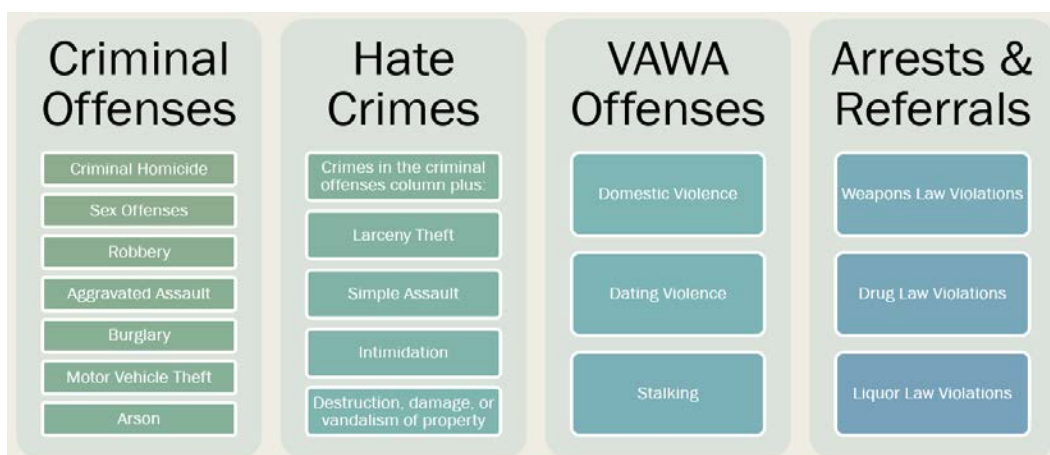 Criminal
Offenses
Criminal Homicide
Sex Offenses
Robbery
Aggravated Assault
Burglary
Motor Vehicle Theft
Arson
Hate
Crimes
Crimes in the criminal
offenses column plus:
Larceny Theft
Simple Assault
Intimidation
Destruction, damage, or
vandalism of property
VAWA
Offenses
Domestic Violence
Dating Violence
Stalking
Arrests &
Referrals
Weapons Law Violations
Drug Law Violations
Liquor Law Violations